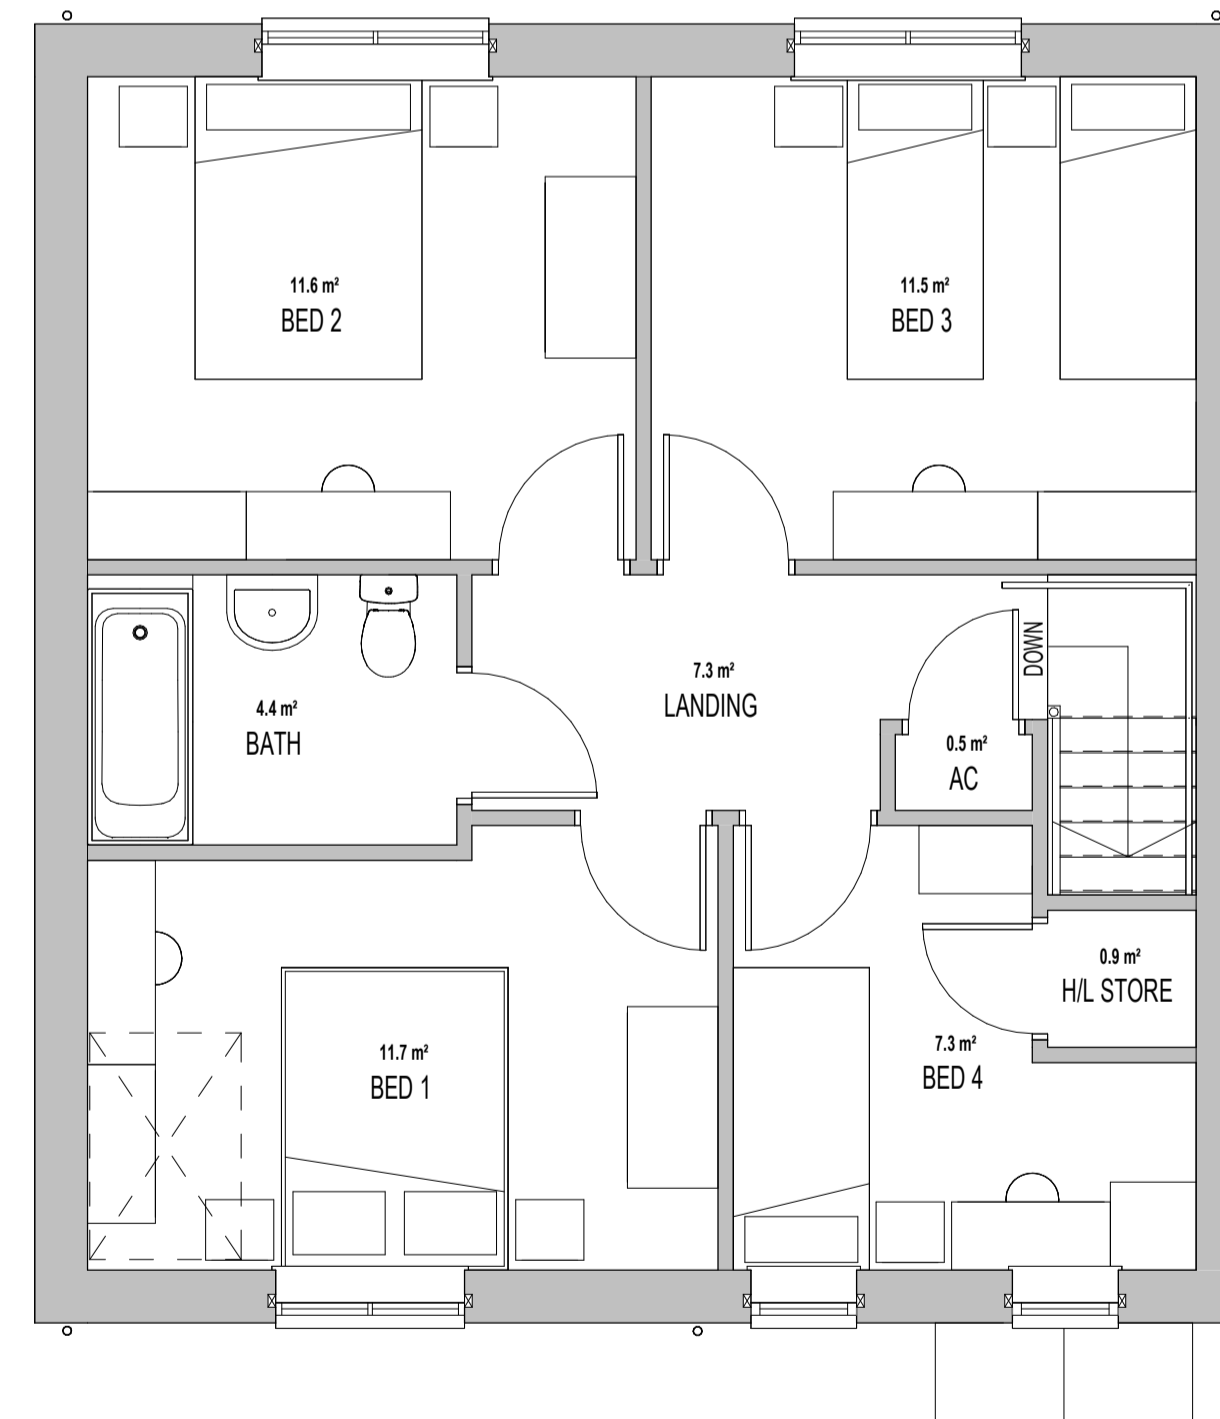 11.6 m²
BED 2
11.5 m²
BED 3
4.4 m²
BATH
7.3 m²
LANDING
DOWN
0.5 m²
AC
11.7 m²
BED 1
7.3 m²
BED 4
0.9 m²
H/L STORE